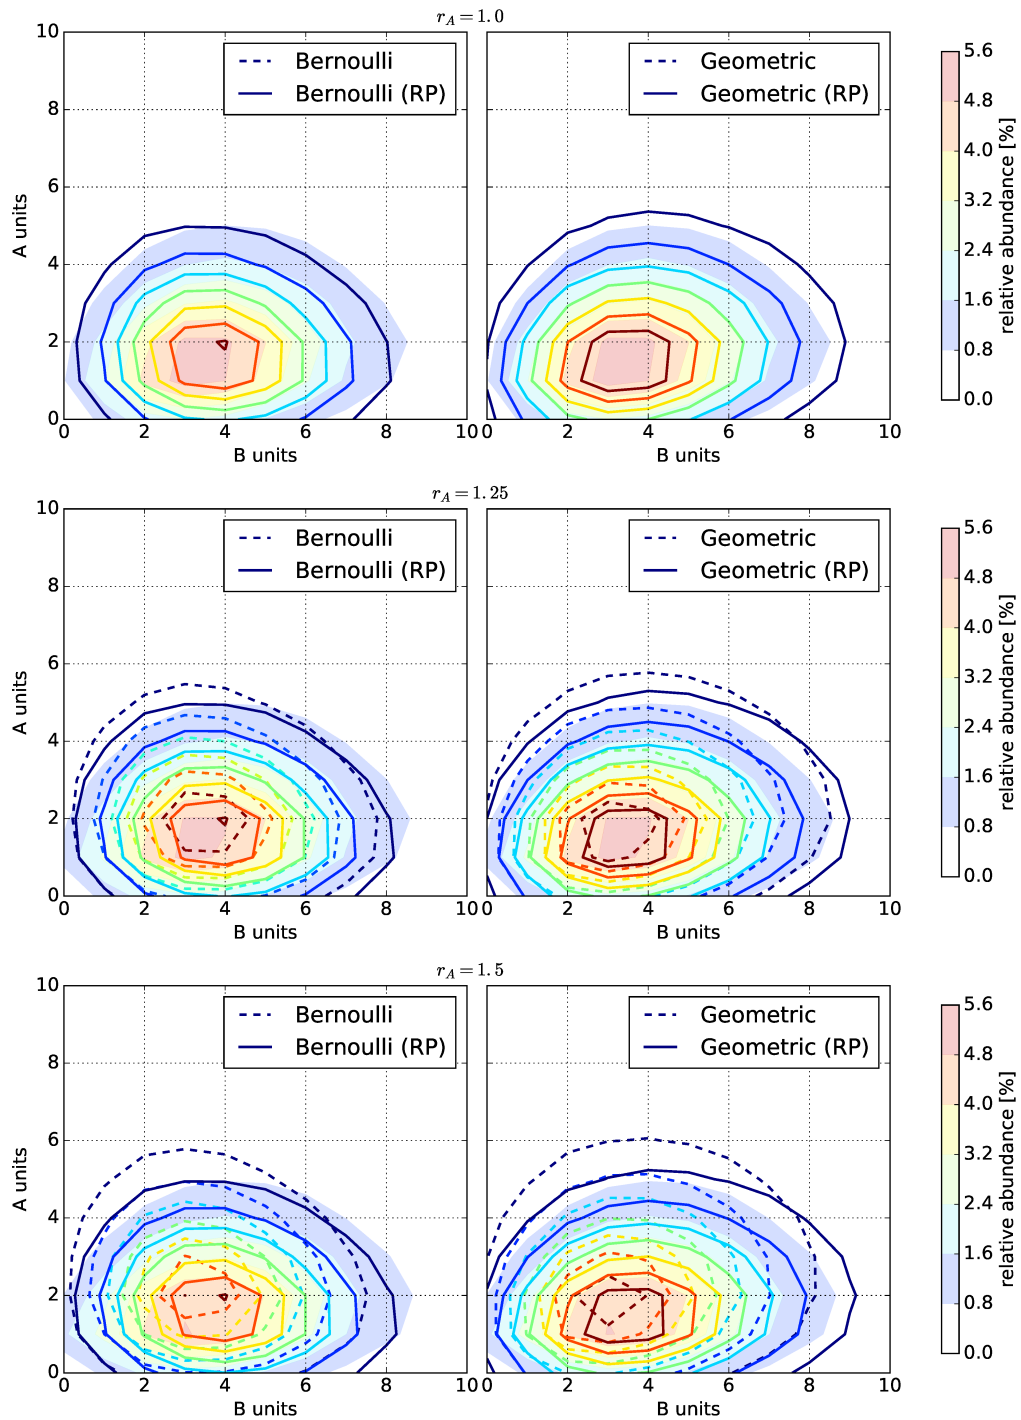 r_A = 1.0
10
8
6
4
2
0
A units
Bernoulli
Bernoulli (RP)
0 2 4 6 8 10
B units
Geometric
Geometric (RP)
0 2 4 6 8 10
B units
5.6
4.8
4.0
3.2
2.4
1.6
0.8
0.0
relative abundance [%]
r_A = 1.25
10
8
6
4
2
0
A units
Bernoulli
Bernoulli (RP)
0 2 4 6 8 10
B units
Geometric
Geometric (RP)
0 2 4 6 8 10
B units
5.6
4.8
4.0
3.2
2.4
1.6
0.8
0.0
relative abundance [%]
r_A = 1.5
10
8
6
4
2
0
A units
Bernoulli
Bernoulli (RP)
0 2 4 6 8 10
B units
Geometric
Geometric (RP)
0 2 4 6 8 10
B units
5.6
4.8
4.0
3.2
2.4
1.6
0.8
0.0
relative abundance [%]